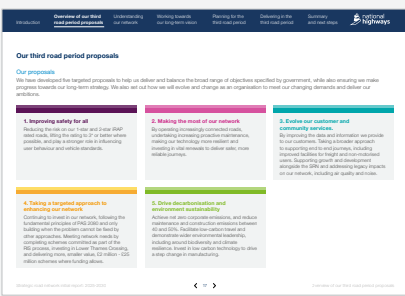 Introduction
Overview of our third
road period proposals
Understanding
our network
Working towards
our long-term vision
Planning for the
third road period
Delivering in the
third road period
Summary
and next steps
national
highways
Our third road period proposals
Our proposals
We have developed five targeted proposals to help us deliver and balance the broad range of objectives specified by government, while also ensuring we make
progress towards our long-term strategy. We also set out how we will evolve and change as an organisation to meet our changing demands and deliver our
ambitions.
1. Improving safety for all
Reducing the risk on our 1-star and 2-star iRAP
rated roads, lifting the rating to 3* or better where
possible, and play a stronger role in influencing
user behaviour and vehicle standards.
2. Making the most of our network
By operating increasingly connected roads,
undertaking increasing proactive maintenance,
making our technology more resilient and
investing in vital renewals to deliver safer, more
reliable journeys.
3. Evolve our customer and
community services.
By improving the data and information we provide
to our customers. Taking a broader approach
to supporting end to end journeys, including
improved facilities for freight and non-motorised
users. Supporting growth and development
alongside the SRN and addressing legacy impacts
on our network, including air quality and noise.
4. Taking a targeted approach to
enhancing our network
Continuing to invest in our network, following the
fundamental principles of PAS 2080 and only
building when the problem cannot be fixed by
other approaches. Meeting network needs by
completing schemes committed as part of the
RIS process, investing in Lower Thames Crossing,
and delivering more, smaller value, £2 million - £25
million schemes where funding allows.
5. Drive decarbonisation and
environment sustainability
Achieve net zero corporate emissions, and reduce
maintenance and construction emissions between
40 and 50%. Facilitate low-carbon travel and
demonstrate wider environmental leadership,
including around biodiversity and climate
resilience. Invest in low carbon technology to drive
a step change in manufacturing.
Strategic road network initial report 2025-2030
17
Overview of our third road period proposals